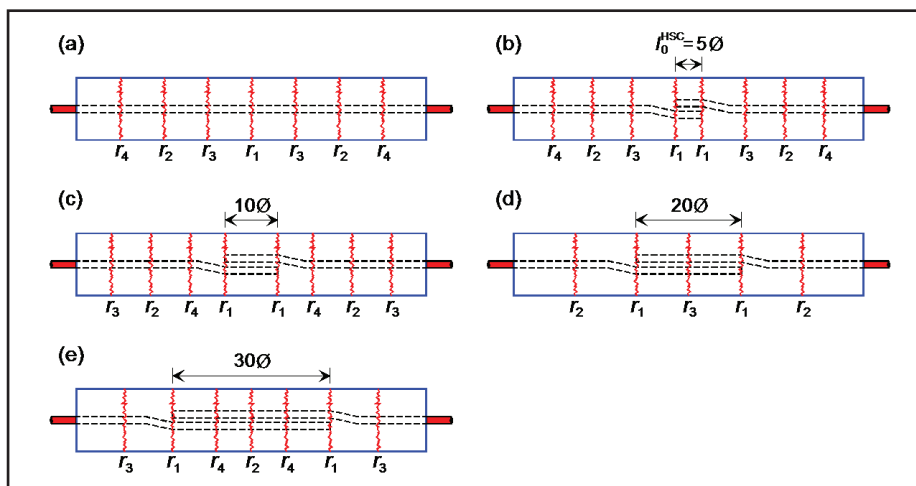 (a)
r4 r2 r3 r1 r3 r2 r4
(b)
l0HSC=5Ø
r4 r2 r3 r1 r1 r3 r2 r4
(c)
10Ø
r3 r2 r4 r1 r1 r4 r2 r3
(d)
20Ø
r2 r1 r3 r1 r2
(e)
30Ø
r3 r1 r4 r2 r4 r1 r3